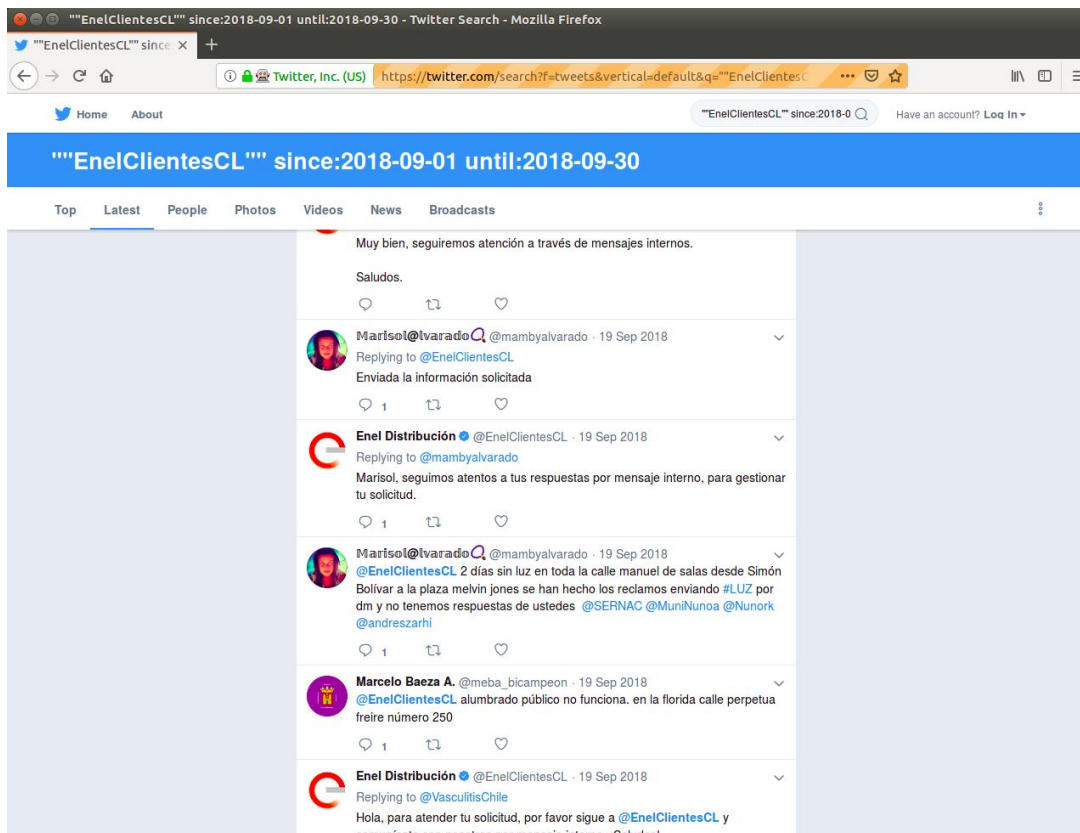 ""EnelClientesCL"" since:2018-09-01 until:2018-09-30 - Twitter Search - Mozilla Firefox
""EnelClientesCL"" since
Twitter, Inc. (US) https://twitter.com/search?f=tweets&vertical=default&q=""EnelClientesC
Home About ""EnelClientesCL"" since:2018-0 Have an account? Log In
""EnelClientesCL"" since:2018-09-01 until:2018-09-30
Top Latest People Photos Videos News Broadcasts
Muy bien, seguiremos atención a través de mensajes internos.
Saludos.
Marisol@lvarado @mambyalvarado · 19 Sep 2018
Replying to @EnelClientesCL
Enviada la información solicitada
1
Enel Distribución @EnelClientesCL · 19 Sep 2018
Replying to @mambyalvarado
Marisol, seguimos atentos a tus respuestas por mensaje interno, para gestionar
tu solicitud.
1
Marisol@lvarado @mambyalvarado · 19 Sep 2018
@EnelClientesCL 2 días sin luz en toda la calle manuel de salas desde Simón
Bolívar a la plaza melvin jones se han hecho los reclamos enviando #LUZ por
dm y no tenemos respuestas de ustedes @SERNAC @MuniNunoa @Nunork
@andreszarhi
1
Marcelo Baeza A. @meba_bicampeon · 19 Sep 2018
@EnelClientesCL alumbrado público no funciona. en la florida calle perpetua
freire número 250
1
Enel Distribución @EnelClientesCL · 19 Sep 2018
Replying to @VasculitisChile
Hola, para atender tu solicitud, por favor sigue a @EnelClientesCL y